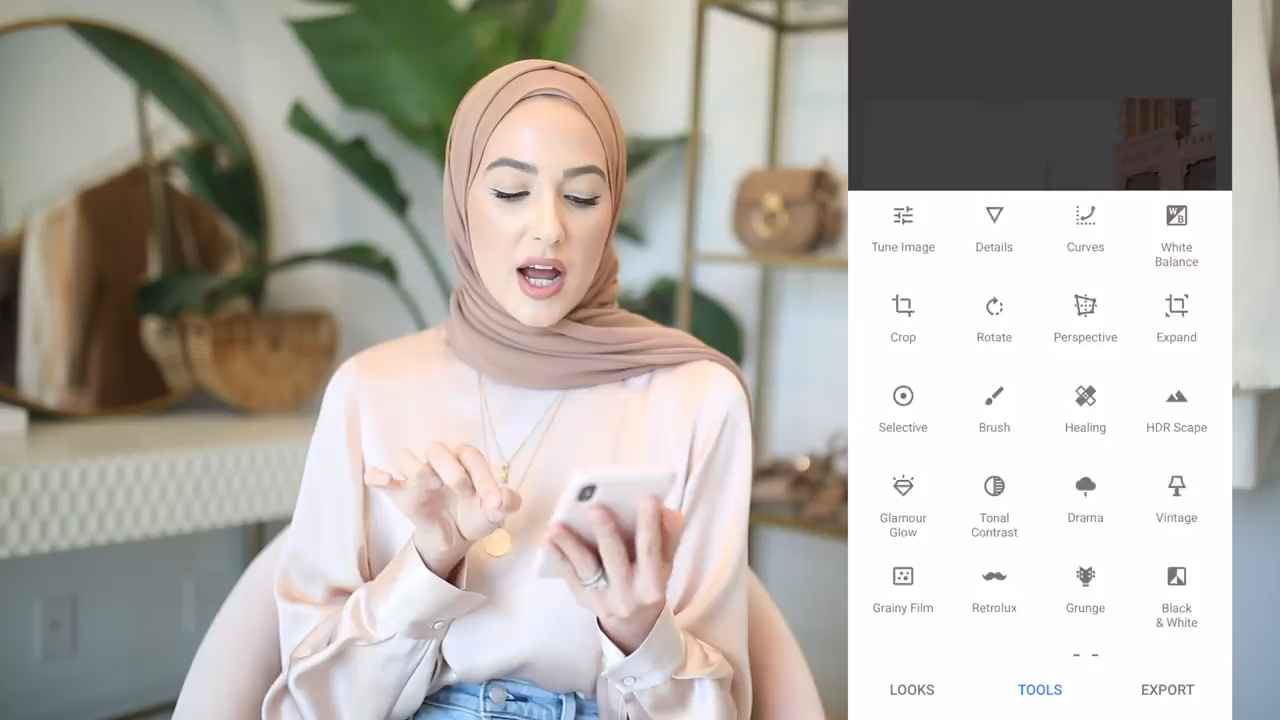 Tune Image
Details
Curves
White
Balance
Crop
Rotate
Perspective
Expand
Selective
Brush
Healing
HDR Scape
Glamour
Glow
Tonal
Contrast
Drama
Vintage
Grainy Film
Retrolux
Grunge
Black
& White
LOOKS
TOOLS
EXPORT